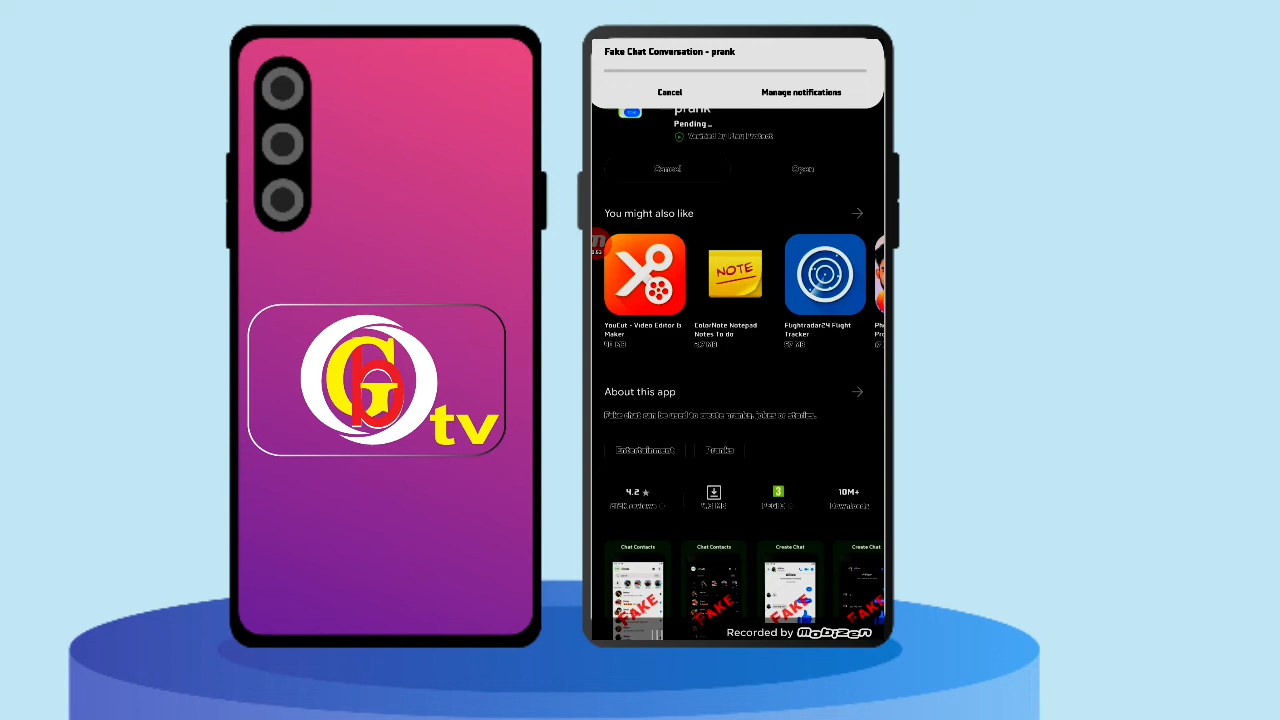 Gb
tv
Fake Chat Conversation - prank
Cancel
Manage notifications
prank
Pending...
Verified by Play Protect
Cancel
Open
You might also like
NOTE
YouCut - Video Editor & Maker
ColorNote Notepad Notes To do
Flightradar24 Flight Tracker
About this app
Fake chat can be used to create pranks, jokes or stories.
Entertainment
Pranks
4.2 ★
3
10M+
reviews
Downloads
Chat Contacts
Chat Contacts
Create Chat
Create Chat
FAKE
FAKE
FAKE
FAKE
Recorded by mobizen